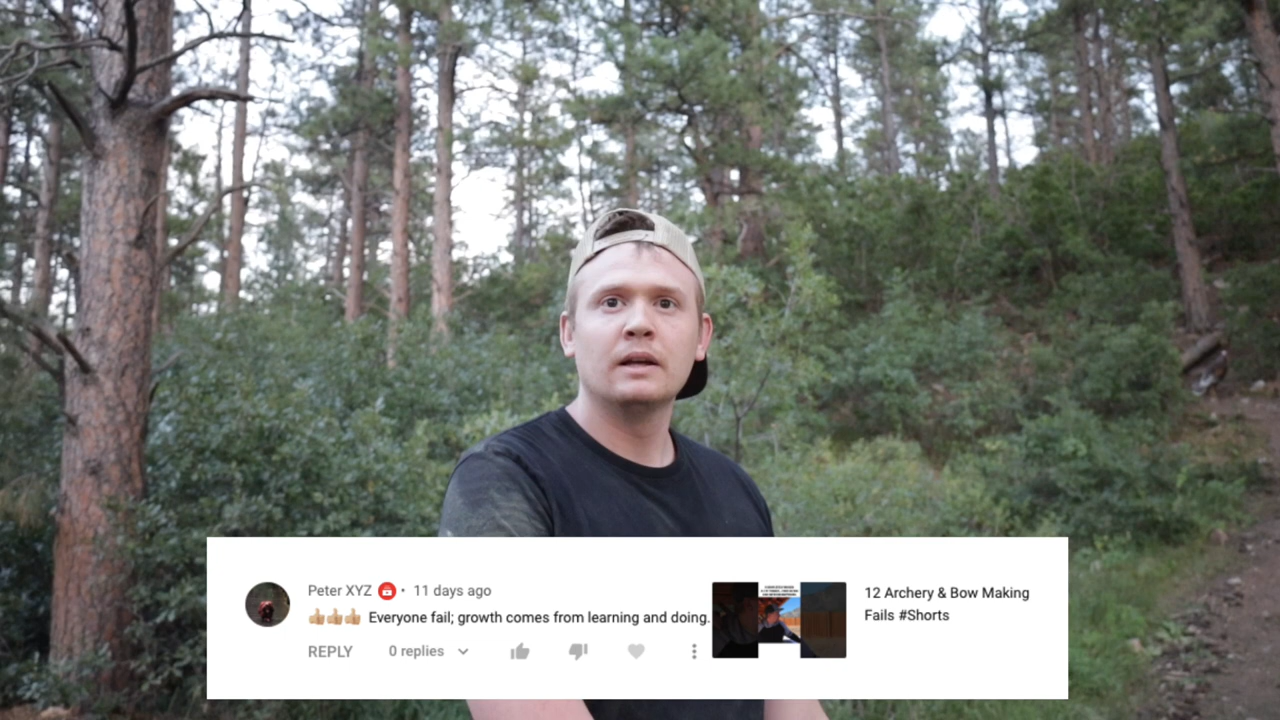 Peter XYZ · 11 days ago
👍🏼👍🏼👍🏼 Everyone fail; growth comes from learning and doing.
REPLY 0 replies
12 Archery & Bow Making
Fails #Shorts